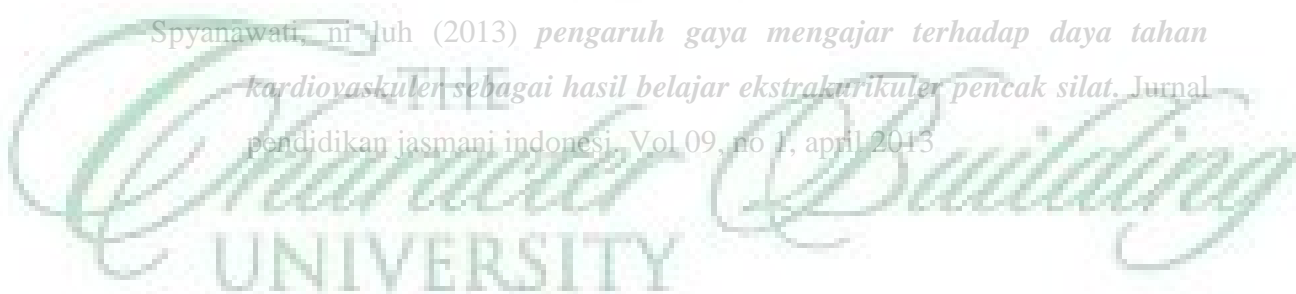 Spyanawati, ni luh (2013) pengaruh gaya mengajar terhadap daya tahan
kardiovaskuler sebagai hasil belajar ekstrakurikuler pencak silat. Jurnal
pendidikan jasmani indonesi, Vol 09, no 1, april 2013
THE
Character Building
UNIVERSITY